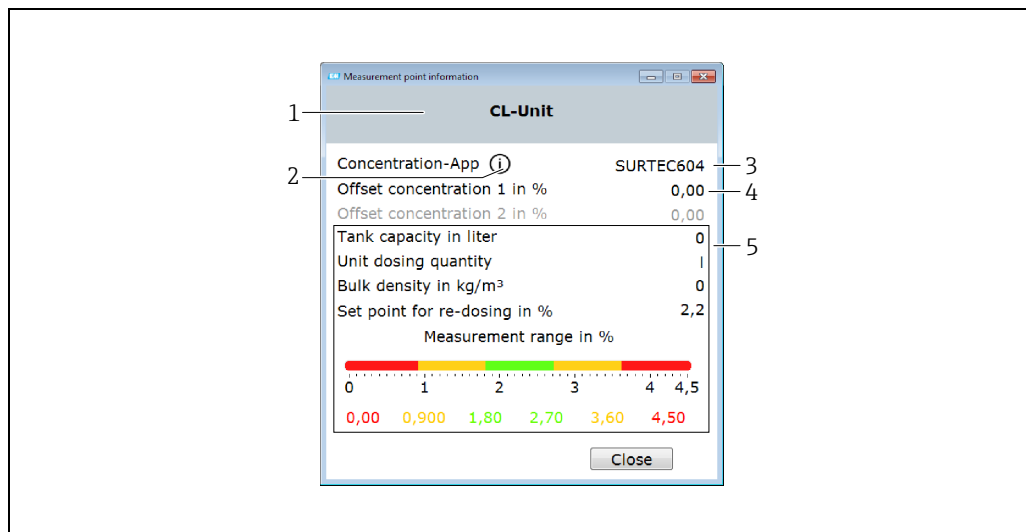 Measurement point information
1 CL-Unit
2 Concentration-App i SURTEC604 3
Offset concentration 1 in % 0,00 4
Offset concentration 2 in % 0,00
Tank capacity in liter 0 5
Unit dosing quantity l
Bulk density in kg/m³ 0
Set point for re-dosing in % 2,2
Measurement range in %
0 1 2 3 4 4,5
0,00 0,900 1,80 2,70 3,60 4,50
Close